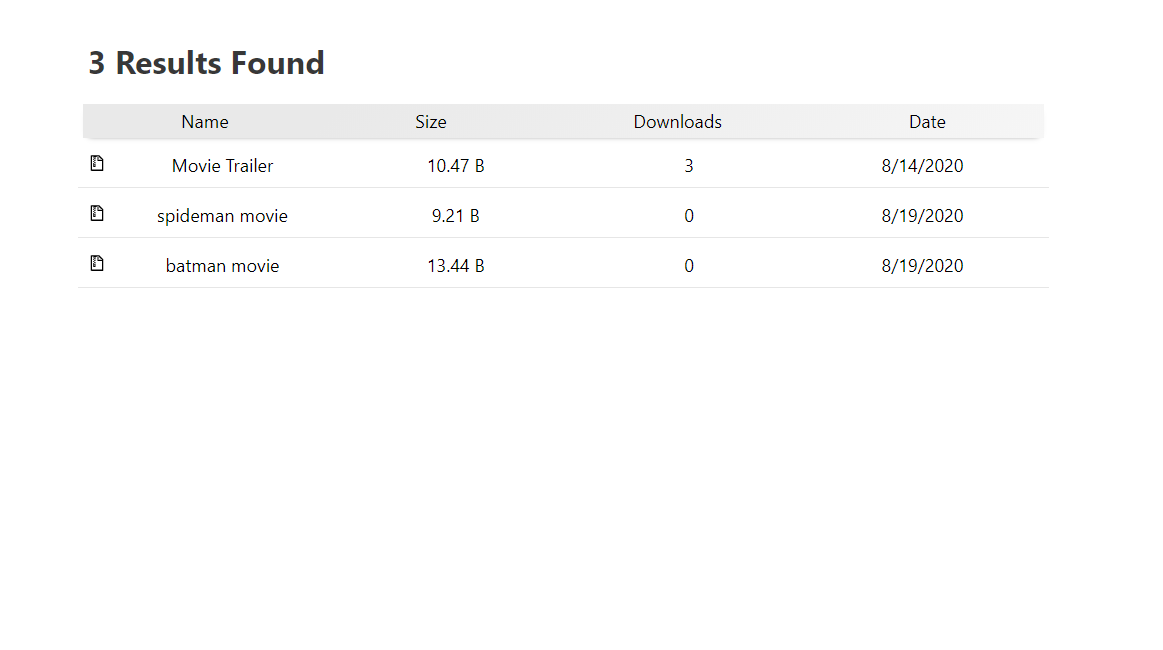 3 Results Found
Name Size Downloads Date
Movie Trailer 10.47 B 3 8/14/2020
spideman movie 9.21 B 0 8/19/2020
batman movie 13.44 B 0 8/19/2020